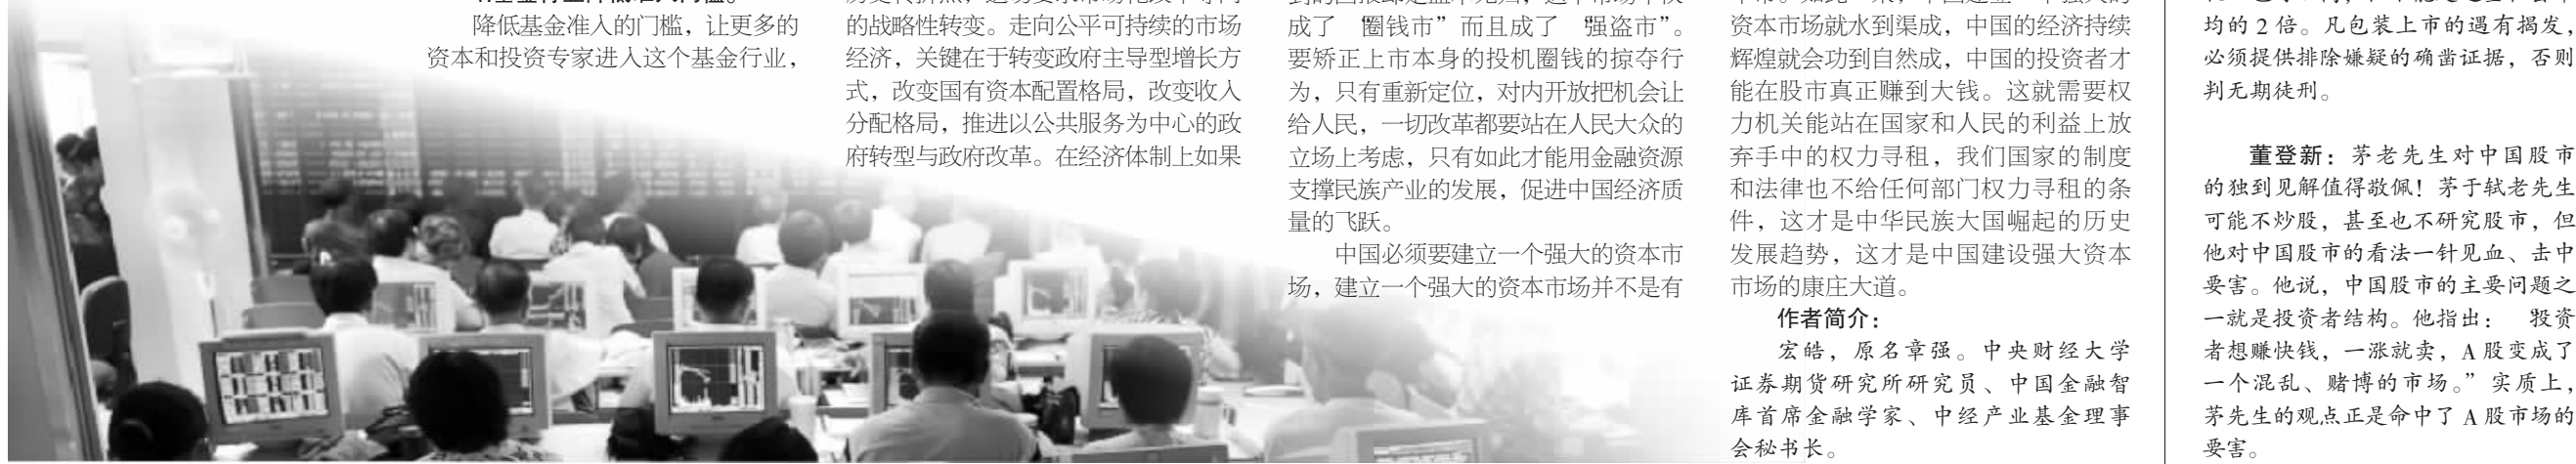 降低基金准入的门槛，让更多的
资本和投资专家进入这个基金行业，
的战略性转变。走向公平可持续的市场
经济，关键在于转变政府主导型增长方
式，改变国有资本配置格局，改变收入
分配格局，推进以公共服务为中心的政
府转型与政府改革。在经济体制上如果
成了“圈钱市”而且成了“强盗市”。
要矫正上市本身的投机圈钱的掠夺行
为，只有重新定位，对内开放把机会让
给人民，一切改革都要站在人民大众的
立场上考虑，只有如此才能用金融资源
支撑民族产业的发展，促进中国经济质
量的飞跃。
中国必须要建立一个强大的资本市
场，建立一个强大的资本市场并不是有
资本市场就水到渠成，中国的经济持续
辉煌就会功到自然成，中国的投资者才
能在股市真正赚到大钱。这就需要权
力机关能站在国家和人民的利益上放
弃手中的权力寻租，我们国家的制度
和法律也不给任何部门权力寻租的条
件，这才是中华民族大国崛起的历史
发展趋势，这才是中国建设强大资本
市场的康庄大道。
作者简介：
宏皓，原名章强。中央财经大学
证券期货研究所研究员、中国金融智
库首席金融学家、中经产业基金理事
会秘书长。
均的2倍。凡包装上市的遇有揭发，
必须提供排除嫌疑的确凿证据，否则
判无期徒刑。
董登新：茅老先生对中国股市
的独到见解值得敬佩！茅于轼老先生
可能不炒股，甚至也不研究股市，但
他对中国股市的看法一针见血、击中
要害。他说，中国股市的主要问题之
一就是投资者结构。他指出：“投资
者想赚快钱，一涨就卖，A股变成了
一个混乱、赌博的市场。”实质上，
茅先生的观点正是命中了A股市场的
要害。